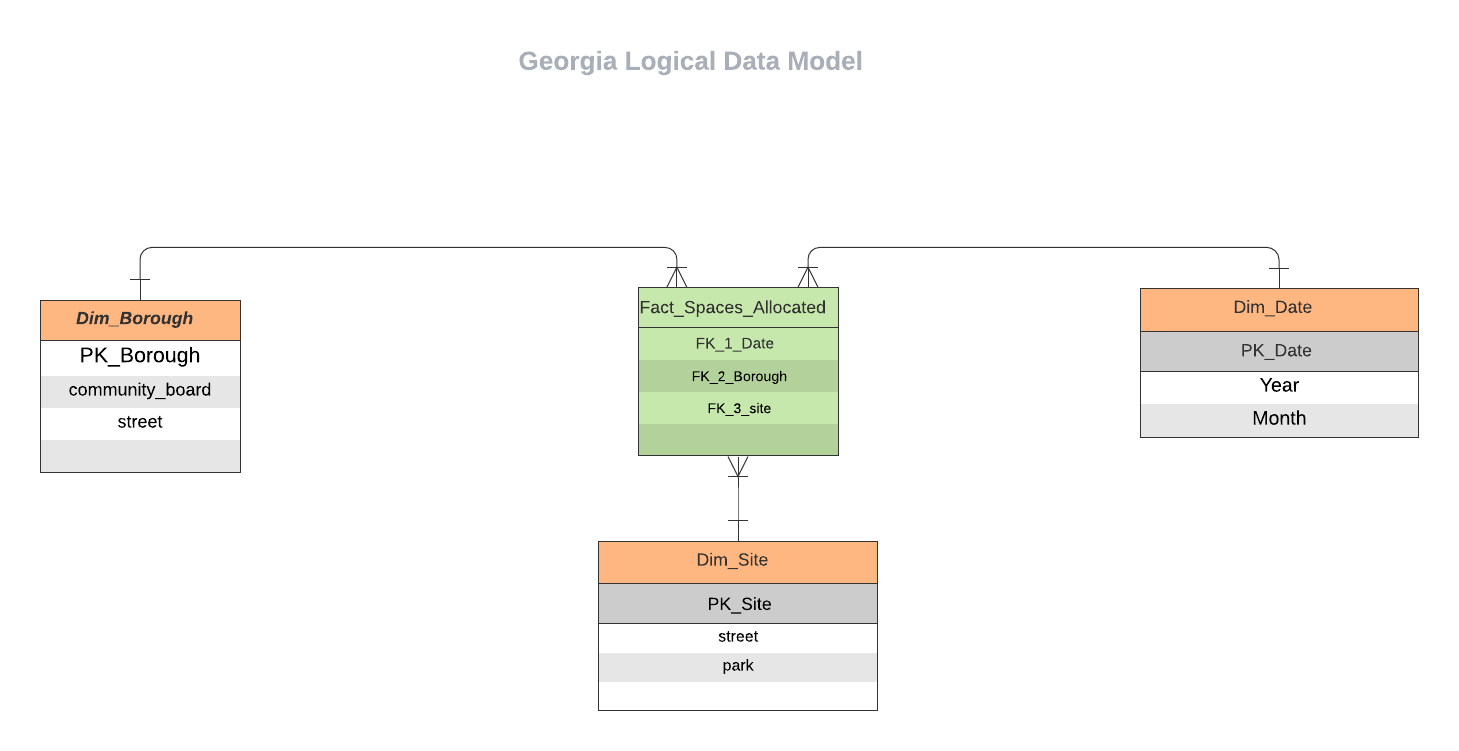 Georgia Logical Data Model
Dim_Borough
PK_Borough
community_board
street
Fact_Spaces_Allocated
FK_1_Date
FK_2_Borough
FK_3_site
Dim_Date
PK_Date
Year
Month
Dim_Site
PK_Site
street
park